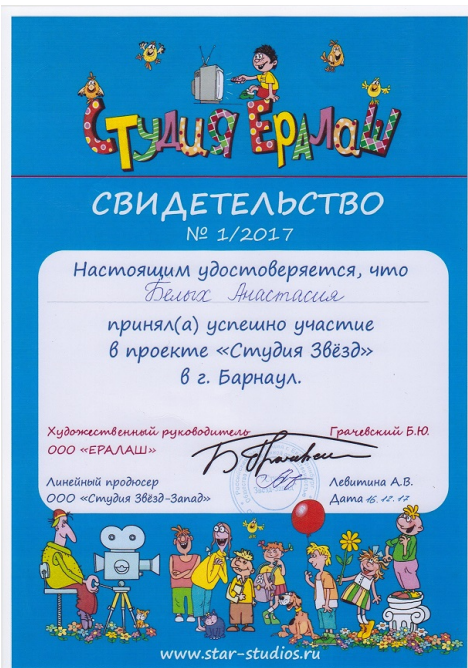 Студия Ералаш
СВИДЕТЕЛЬСТВО
№ 1/2017
Настоящим удостоверяется, что
Белых Анастасия
принял(а) успешно участие
в проекте «Студия Звёзд»
в г. Барнаул.
Художественный руководитель Грачевский Б.Ю.
ООО «ЕРАЛАШ»
Линейный продюсер Левитина А.В.
ООО «Студия Звёзд-Запад» Дата 16.12.17
www.star-studios.ru